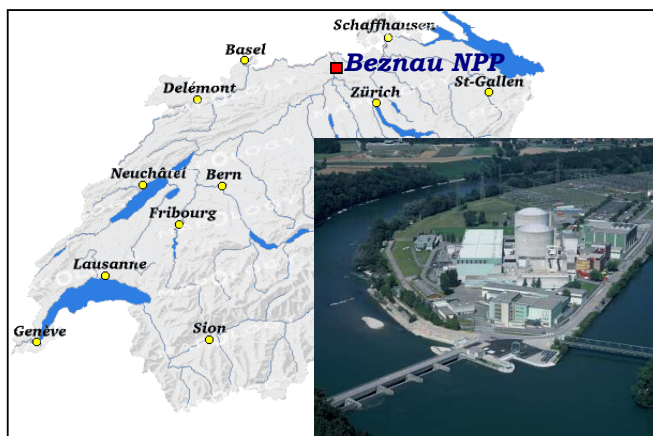 Schaffhausen
Basel
Beznau NPP
St-Gallen
Delémont
Zürich
Neuchâtel
Bern
Fribourg
Lausanne
Genève
Sion